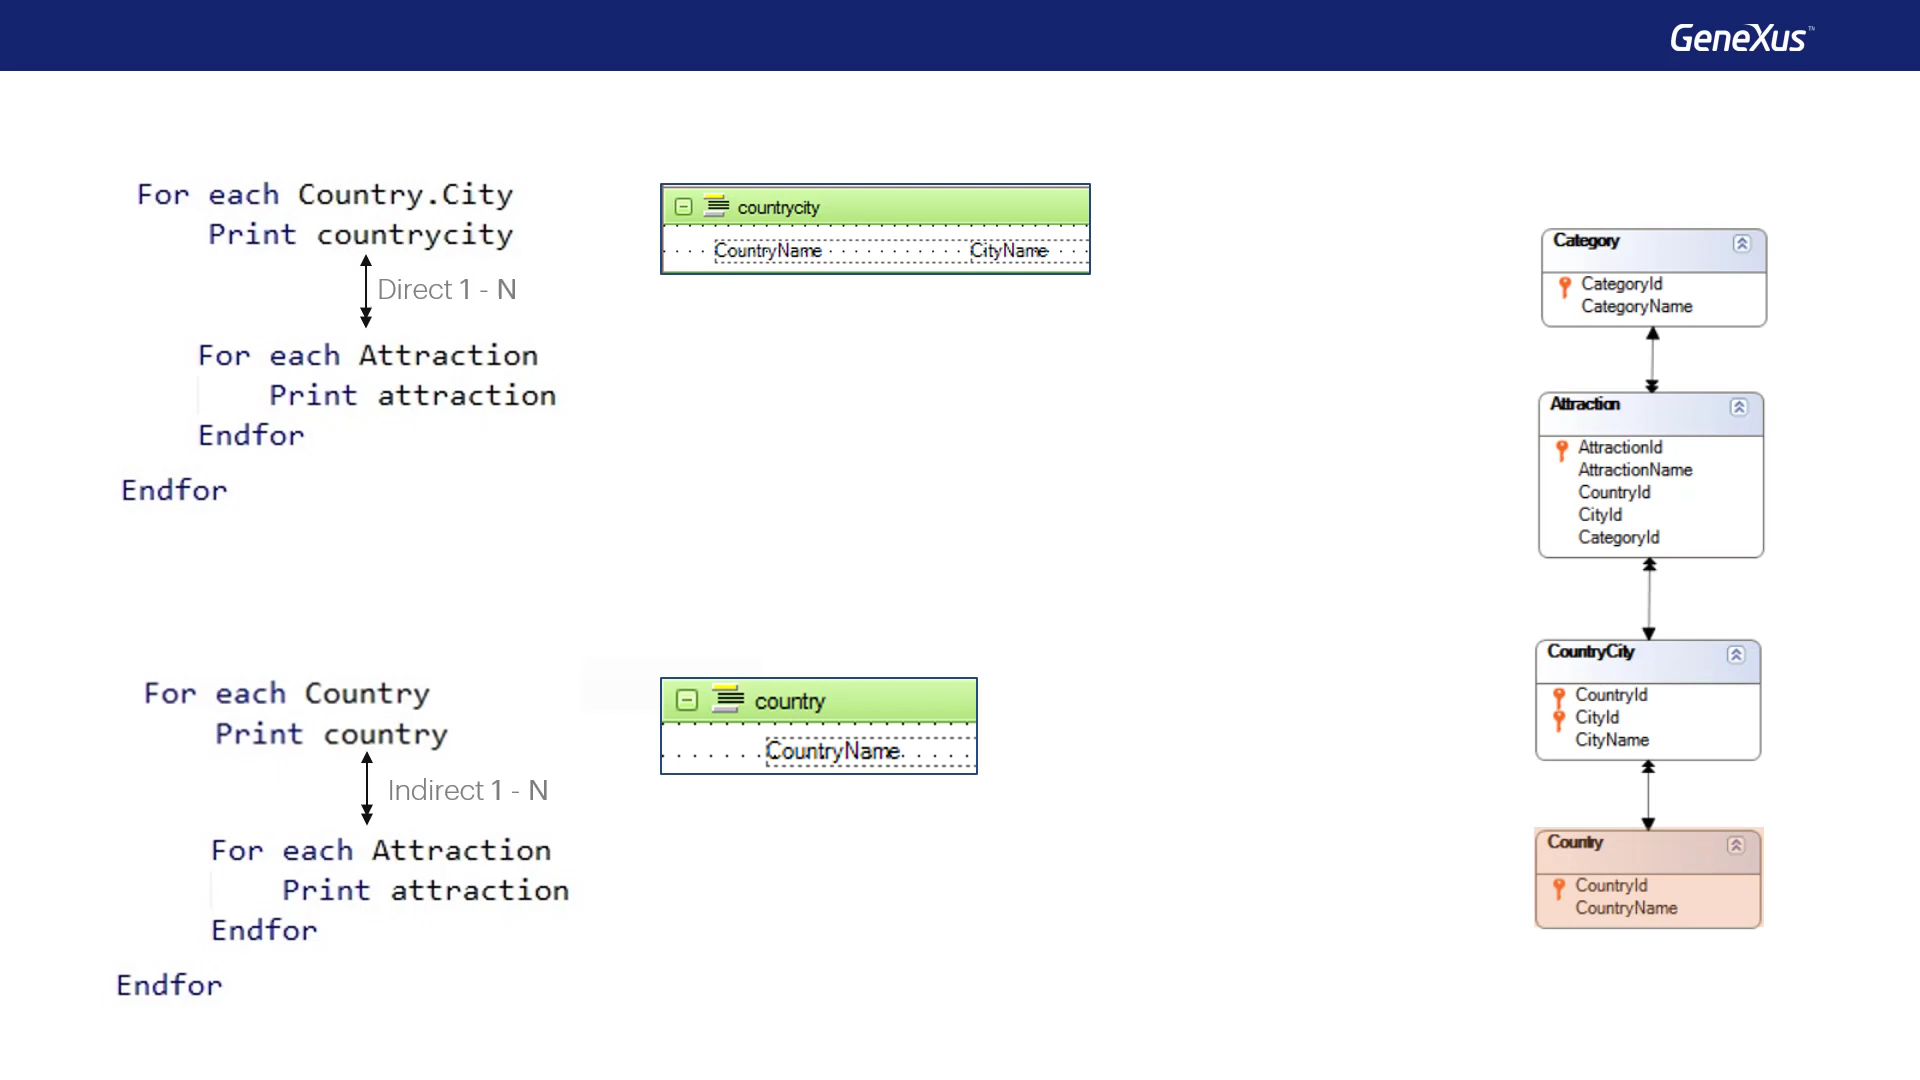 GeneXus™
For each Country.City
Print countrycity
Direct 1 - N
For each Attraction
Print attraction
Endfor
Endfor
countrycity
CountryName CityName
For each Country
Print country
Indirect 1 - N
For each Attraction
Print attraction
Endfor
Endfor
country
CountryName
Category
CategoryId
CategoryName
Attraction
AttractionId
AttractionName
CountryId
CityId
CategoryId
CountryCity
CountryId
CityId
CityName
Country
CountryId
CountryName